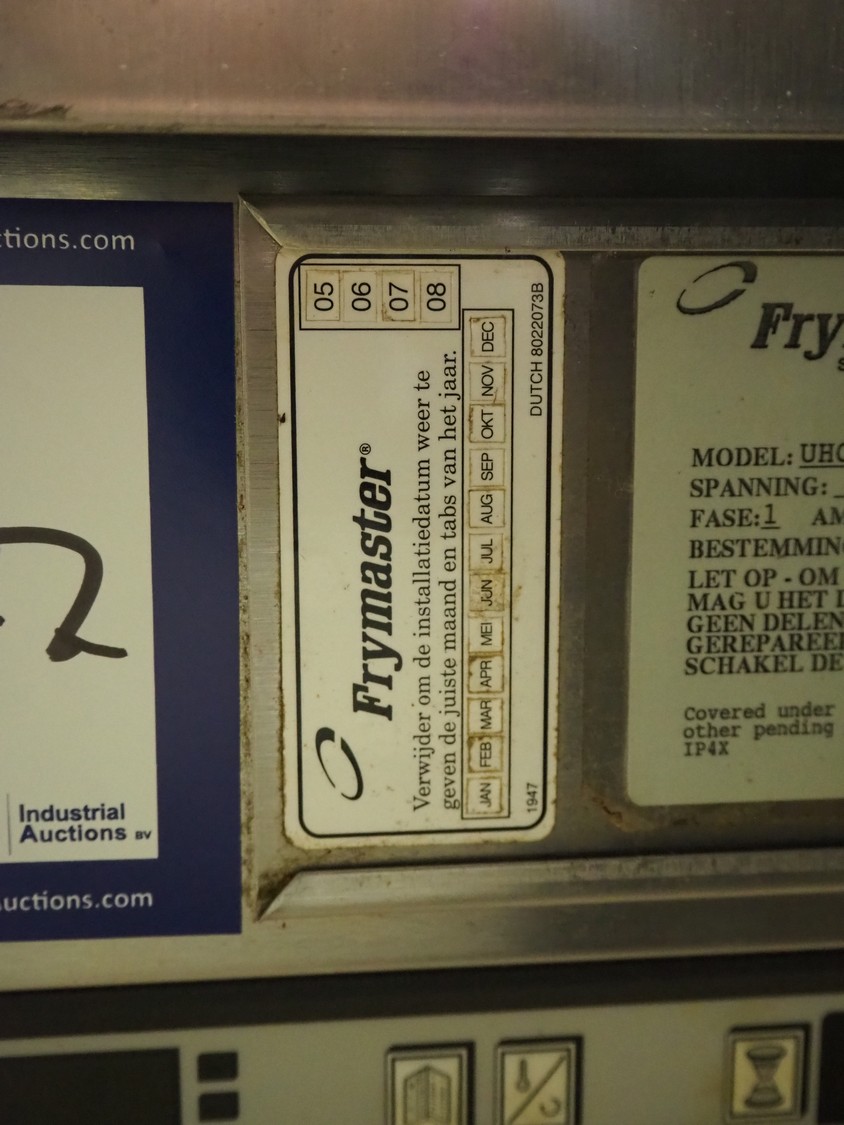 ctions.com
Industrial
Auctions BV
uctions.com
05
06
07
08
Frymaster®
Verwijder om de installatiedatum weer te
geven de juiste maand en tabs van het jaar.
JAN FEB MAR APR MEI JUN JUL AUG SEP OKT NOV DEC
1947 DUTCH 8022073B
Fry
MODEL: UHC
SPANNING:
FASE: 1 AM
BESTEMMIN
LET OP - OM
MAG U HET
GEEN DELEN
GEREPAREE
SCHAKEL DE
Covered under
other pending
IP4X